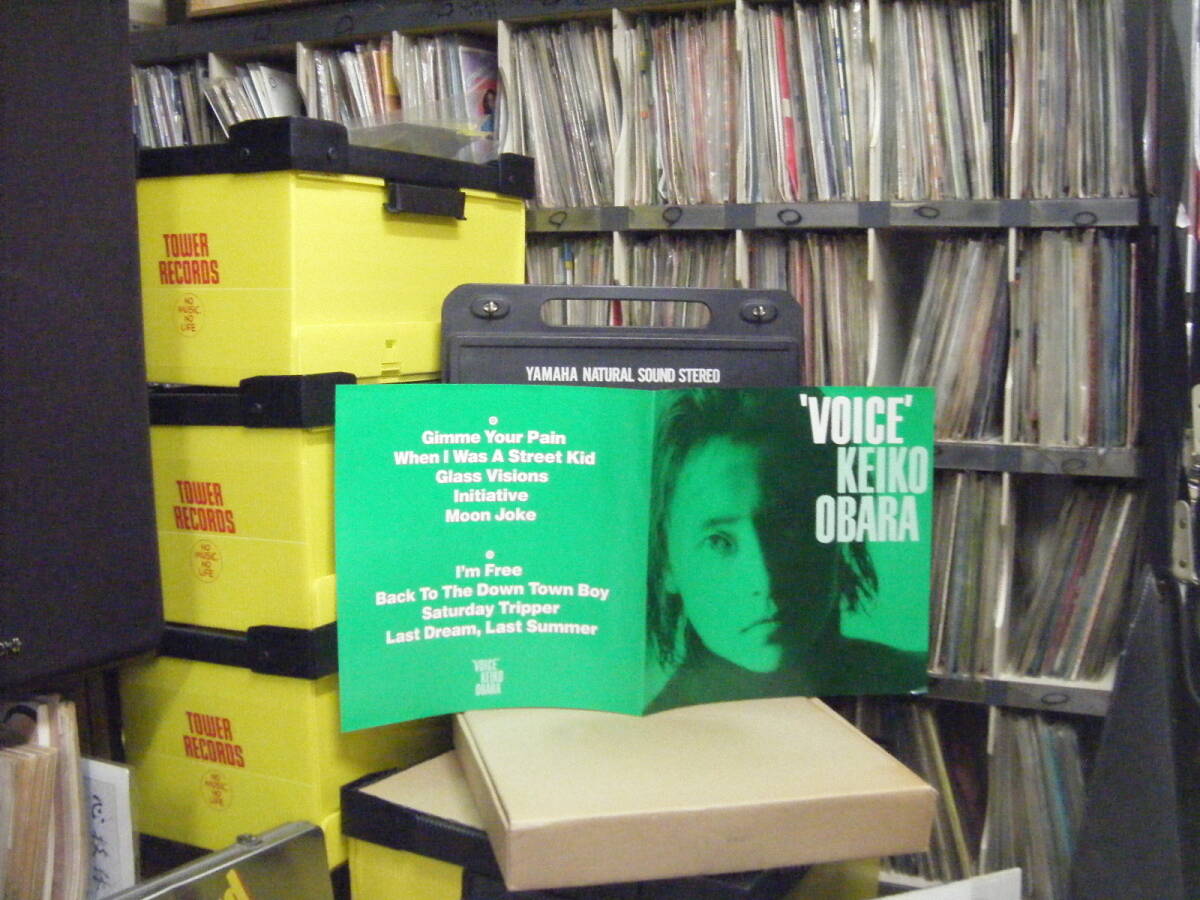 TOWER
RECORDS
NO
MUSIC
NO
LIFE
YAMAHA NATURAL SOUND STEREO
TOWER
RECORDS
NO
MUSIC
NO
LIFE
TOWER
RECORDS
NO
MUSIC
NO
LIFE
Gimme Your Pain
When I Was A Street Kid
Glass Visions
Initiative
Moon Joke
I'm Free
Back To The Down Town Boy
Saturday Tripper
Last Dream, Last Summer
'VOICE'
KEIKO
OBARA
'VOICE'
KEIKO
OBARA